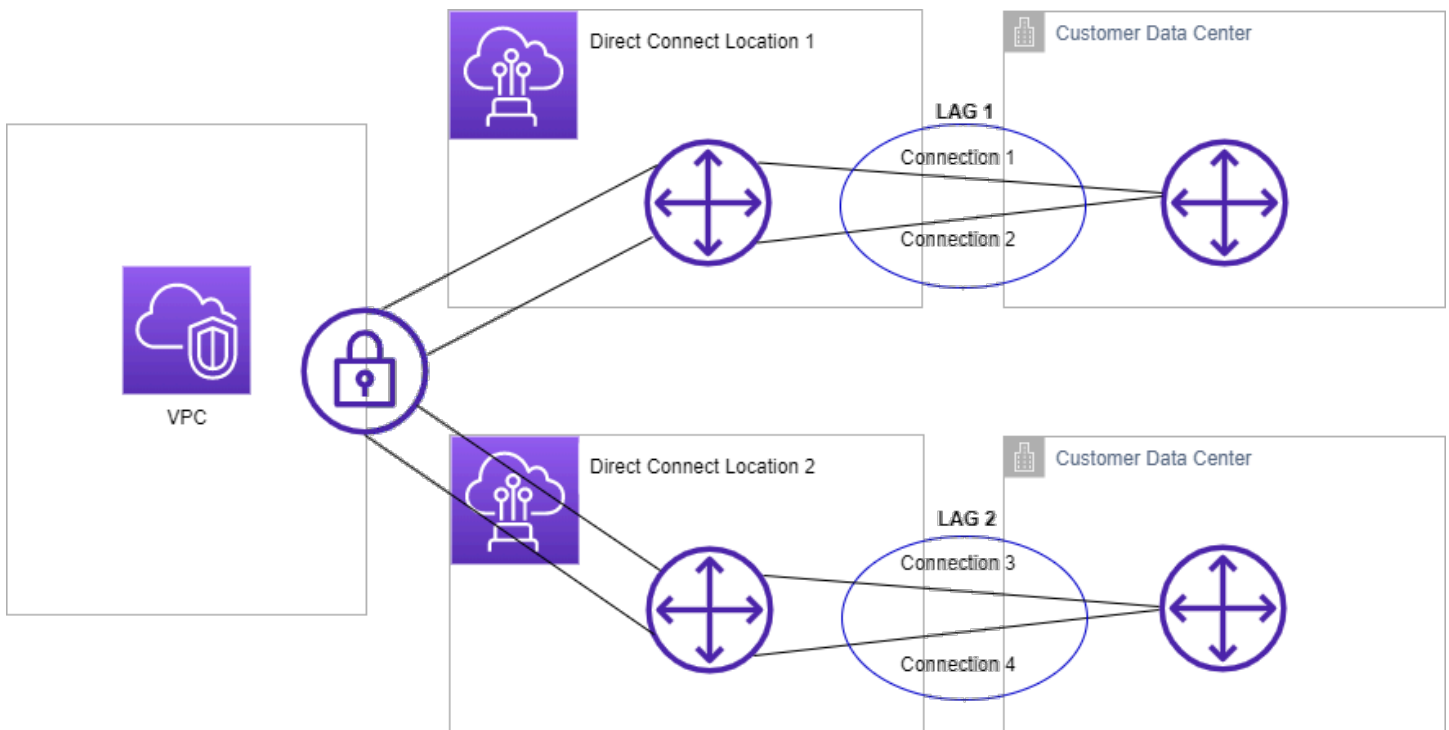 Direct Connect Location 1
Customer Data Center
LAG 1
Connection 1
Connection 2
VPC
Direct Connect Location 2
Customer Data Center
LAG 2
Connection 3
Connection 4